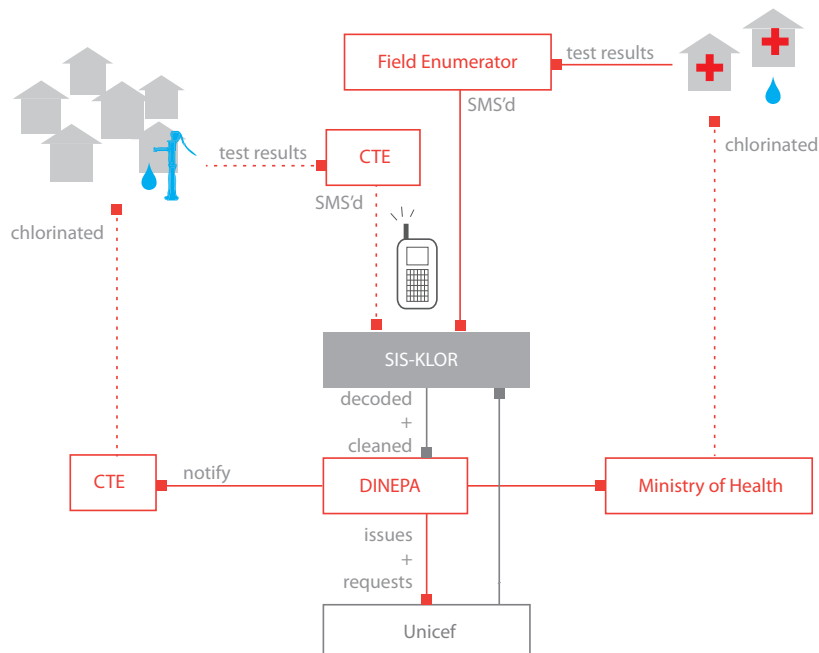 Field Enumerator
test results
SMS'd
test results
CTE
chlorinated
SMS'd
chlorinated
SIS-KLOR
decoded
+
cleaned
CTE
notify
DINEPA
Ministry of Health
issues
+
requests
Unicef